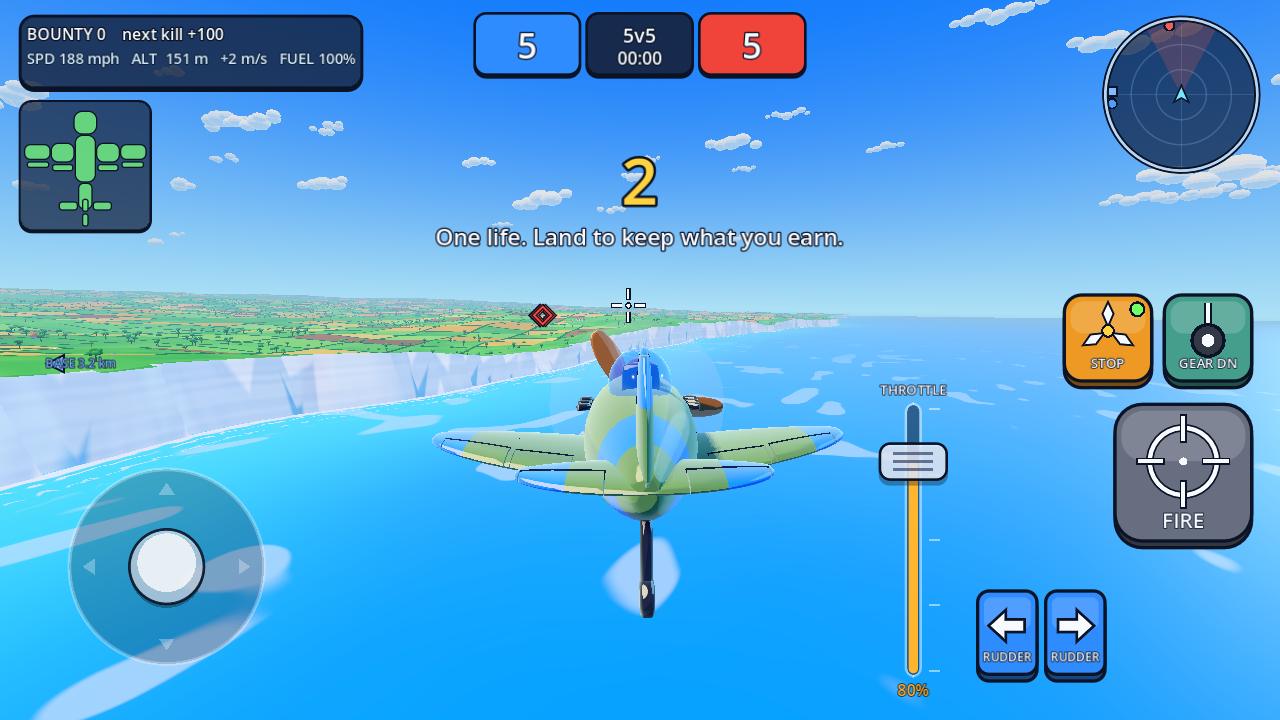 BOUNTY 0 next kill +100
SPD 188 mph ALT 151 m +2 m/s FUEL 100%
5
5v5
00:00
5
2
One life. Land to keep what you earn.
BASE 3.2 km
STOP
GEAR DN
THROTTLE
FIRE
RUDDER
RUDDER
80%